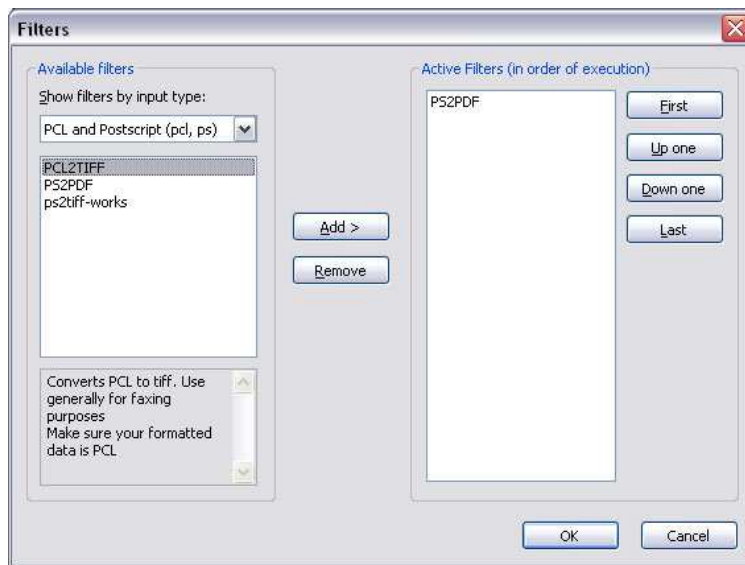 Filters
Available filters
Show filters by input type:
PCL and Postscript (pcl, ps)
PCL2TIFF
PS2PDF
ps2tiff-works
Converts PCL to tiff. Use
generally for faxing
purposes
Make sure your formatted
data is PCL
Add >
Remove
Active Filters (in order of execution)
PS2PDF
First
Up one
Down one
Last
OK
Cancel